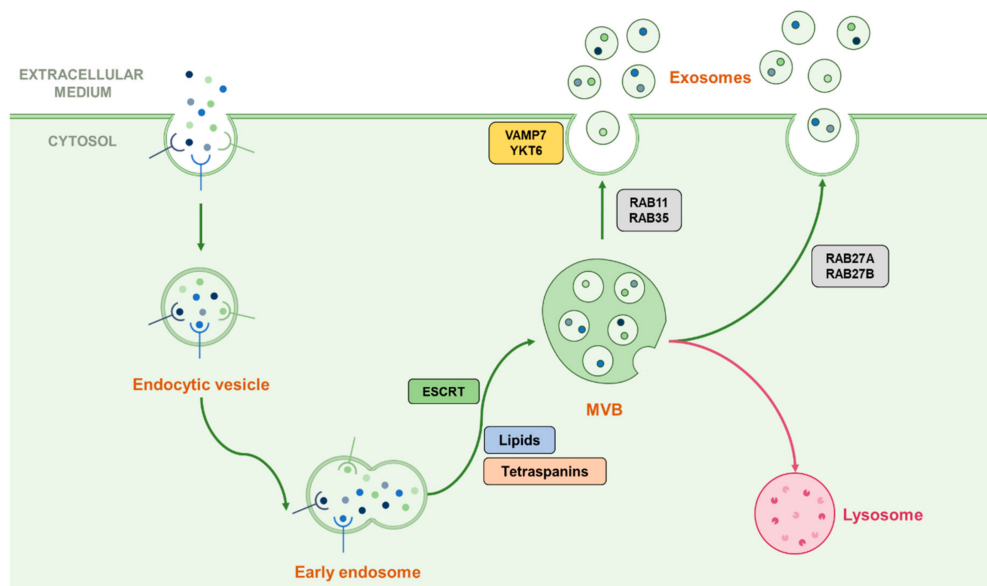 EXTRACELLULAR
MEDIUM
Exosomes
CYTOSOL
VAMP7
YKT6
RAB11
RAB35
RAB27A
RAB27B
Endocytic vesicle
ESCRT
MVB
Lipids
Tetraspanins
Lysosome
Early endosome